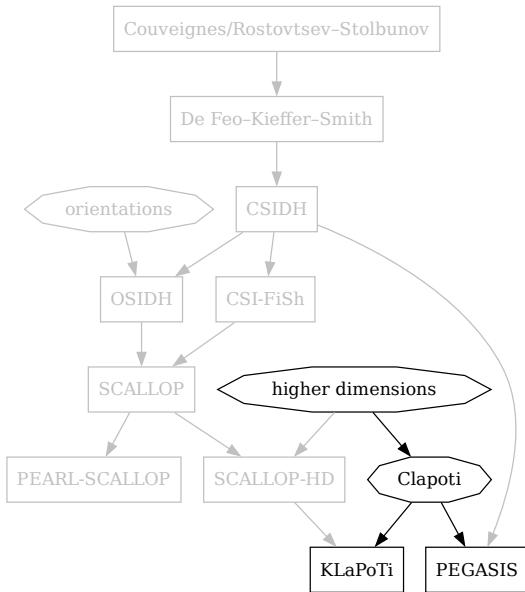 Couveignes/Rostovtsev–Stolbunov
De Feo–Kieffer–Smith
orientations
CSIDH
OSIDH
CSI-FiSh
SCALLOP
higher dimensions
PEARL-SCALLOP
SCALLOP-HD
Clapoti
KLaPoTi
PEGASIS